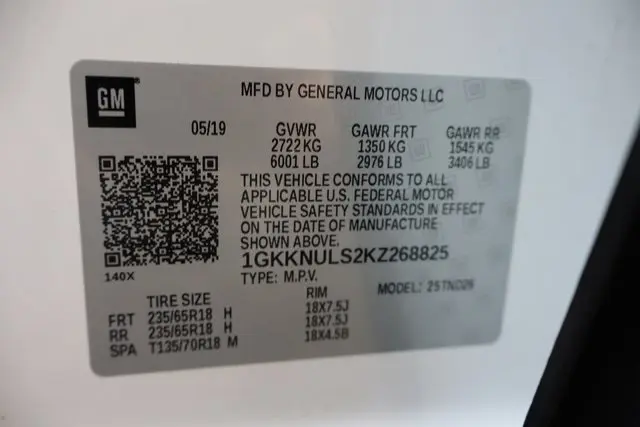 GM
MFD BY GENERAL MOTORS LLC
05/19 GVWR GAWR FRT GAWR RR
2722 KG 1350 KG 1545 KG
6001 LB 2976 LB 3406 LB
THIS VEHICLE CONFORMS TO ALL
APPLICABLE U.S. FEDERAL MOTOR
VEHICLE SAFETY STANDARDS IN EFFECT
ON THE DATE OF MANUFACTURE
SHOWN ABOVE.
140X
1GKKNULS2KZ268825
TYPE: M.P.V. MODEL:
TIRE SIZE RIM
FRT 235/65R18 H 18X7.5J
RR 235/65R18 H 18X7.5J
SPA T135/70R18 M 18X4.5B